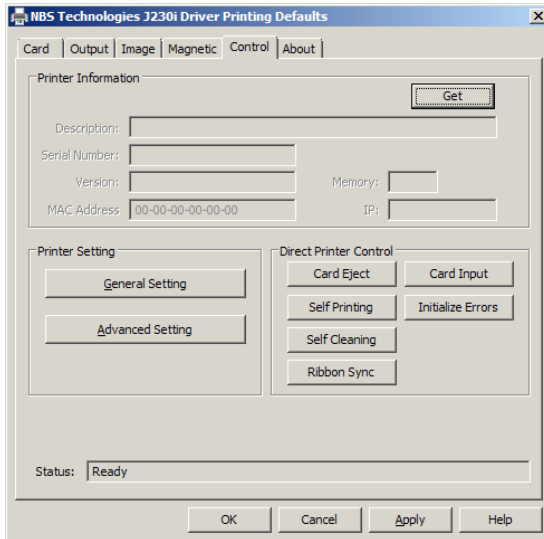 NBS Technologies J230i Driver Printing Defaults
Card Output Image Magnetic Control About
Printer Information
Get
Description:
Serial Number:
Version: Memory:
MAC Address 00-00-00-00-00-00 IP:
Printer Setting Direct Printer Control
General Setting
Advanced Setting
Card Eject Card Input
Self Printing Initialize Errors
Self Cleaning
Ribbon Sync
Status: Ready
OK Cancel Apply Help